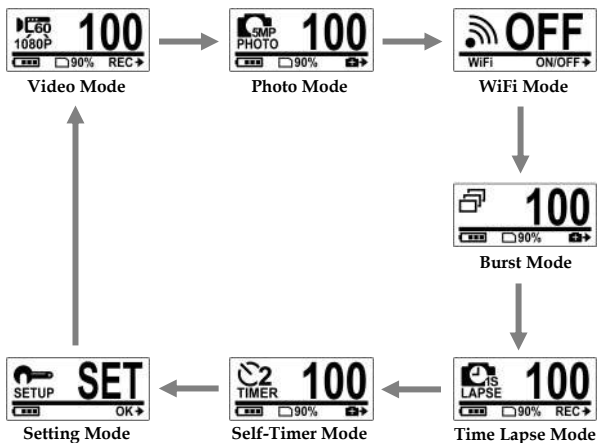 L60 100
1080P
90% REC
Video Mode
5MP 100
PHOTO
90%
Photo Mode
OFF
WiFi ON/OFF
WiFi Mode
100
90%
Burst Mode
1S 100
LAPSE
90% REC
Time Lapse Mode
2 100
TIMER
90%
Self-Timer Mode
SET
SETUP
OK
Setting Mode